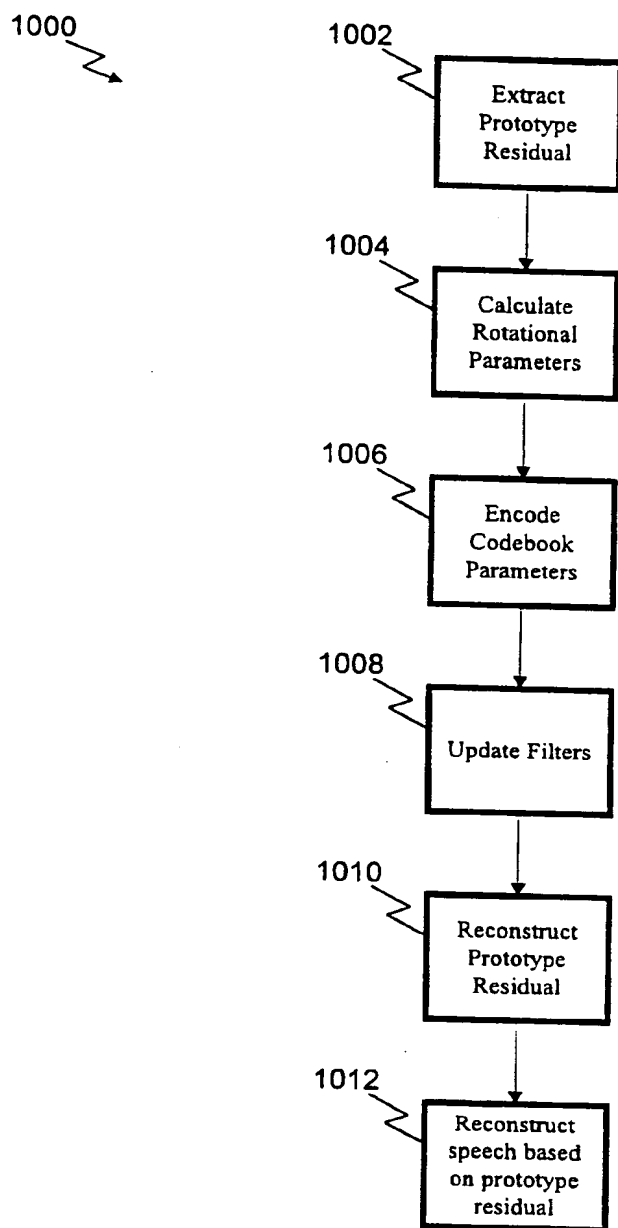 1000
1002
Extract
Prototype
Residual
1004
Calculate
Rotational
Parameters
1006
Encode
Codebook
Parameters
1008
Update Filters
1010
Reconstruct
Prototype
Residual
1012
Reconstruct
speech based
on prototype
residual